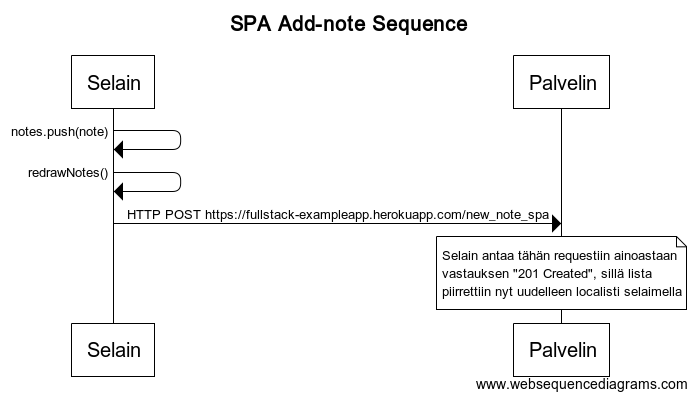 SPA Add-note Sequence
Selain
Palvelin
notes.push(note)
redrawNotes()
HTTP POST https://fullstack-exampleapp.herokuapp.com/new_note_spa
Selain antaa tähän requestiin ainoastaan
vastauksen "201 Created", sillä lista
piirrettiin nyt uudelleen localisti selaimella
Selain
Palvelin
www.websequencediagrams.com